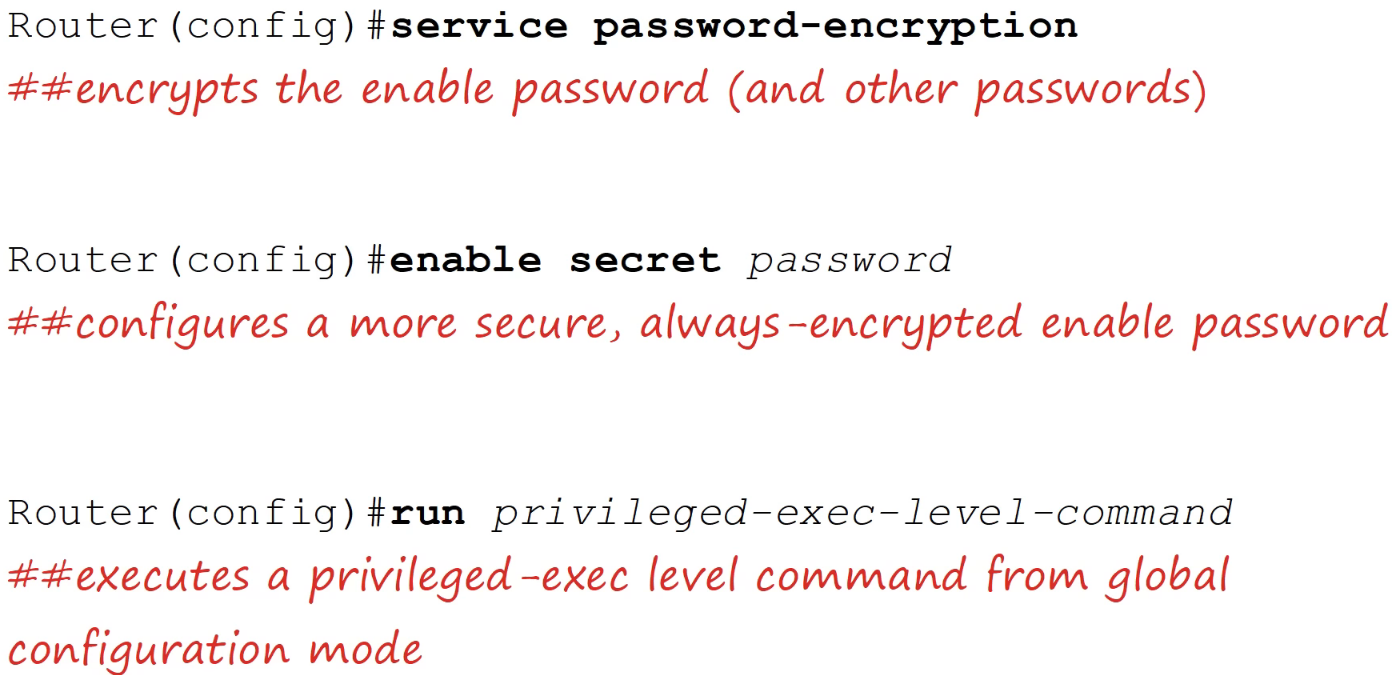 Router(config)#service password-encryption
##encrypts the enable password (and other passwords)
Router(config)#enable secret password
##configures a more secure, always-encrypted enable password
Router(config)#run privileged-exec-level-command
##executes a privileged-exec level command from global
configuration mode